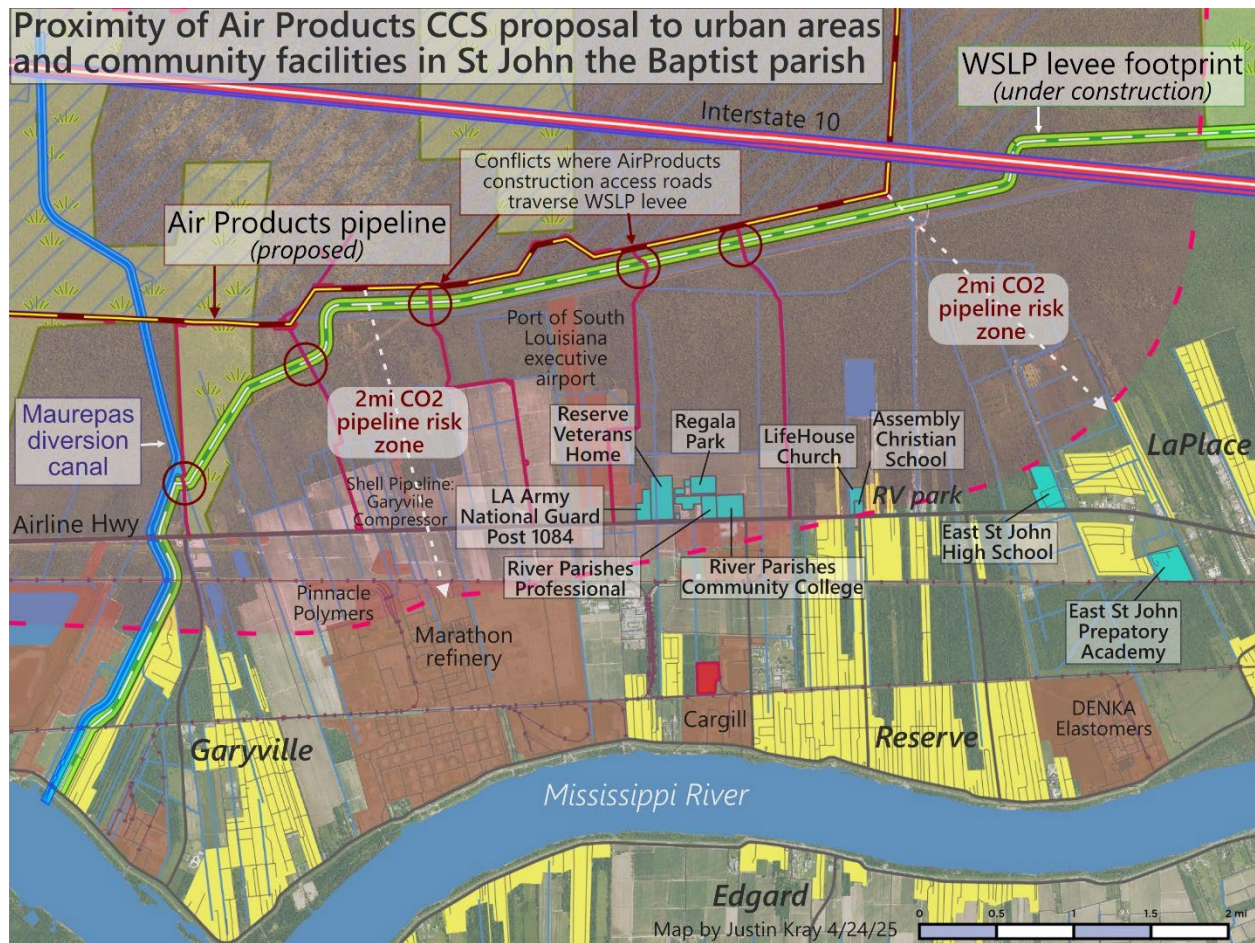 Proximity of Air Products CCS proposal to urban areas
and community facilities in St John the Baptist parish
WSLP levee footprint
(under construction)
Interstate 10
Conflicts where AirProducts
construction access roads
traverse WSLP levee
Air Products pipeline
(proposed)
2mi CO2
pipeline risk
zone
Port of South
Louisiana
executive
airport
2mi CO2
pipeline risk
zone
Maurepas
diversion
canal
Reserve
Veterans
Home
Regala
Park
LifeHouse
Church
Assembly
Christian
School
LaPlace
RV park
Shell Pipeline:
Garyville
Compressor
LA Army
National Guard
Post 1084
Airline Hwy
East St John
High School
River Parishes
Professional
River Parishes
Community College
Pinnacle
Polymers
Marathon
refinery
East St John
Prepatory
Academy
Cargill
DENKA
Elastomers
Garyville
Reserve
Mississippi River
Edgard
Map by Justin Kray 4/24/25
0 0.5 1 1.5 2 mi